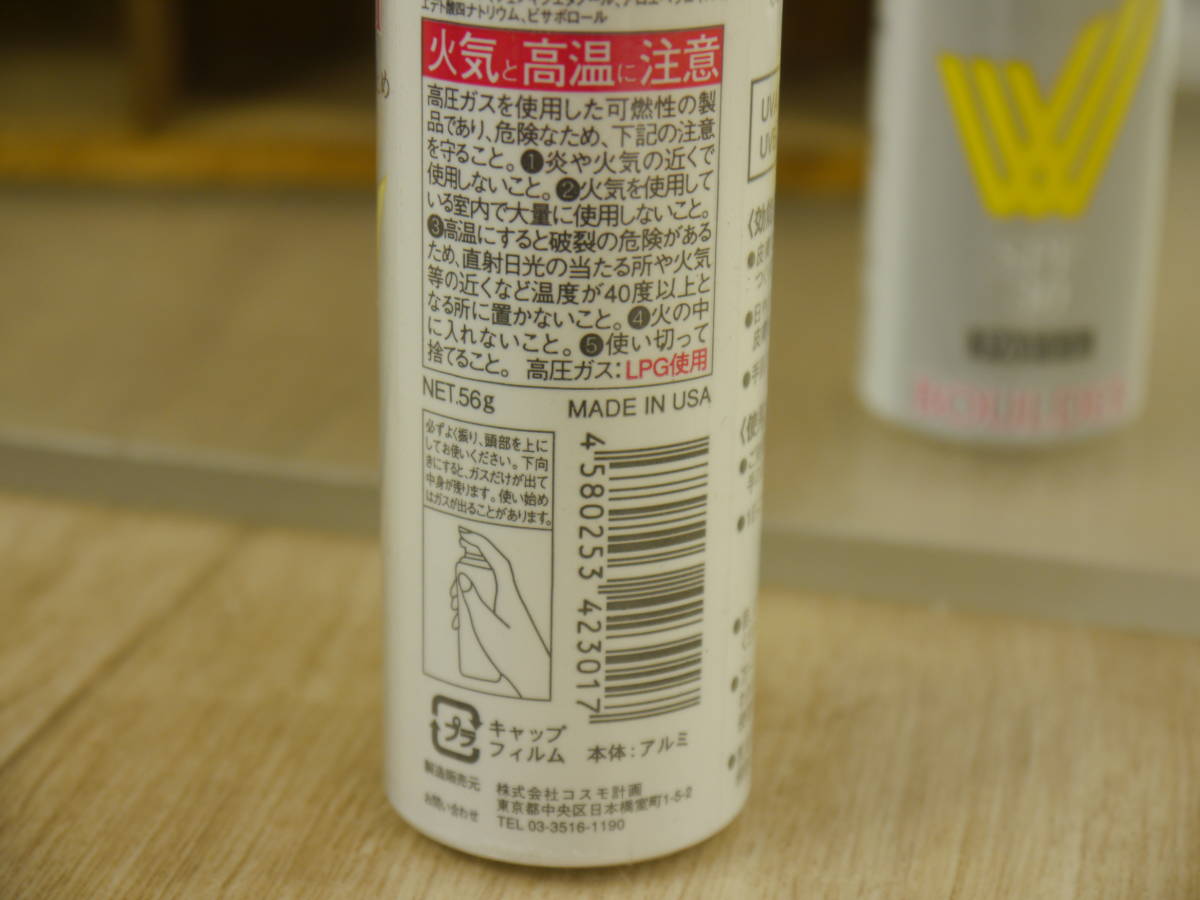 エデト酸四ナトリウム、ビサボロール
火気と高温に注意
高圧ガスを使用した可燃性の製
品であり、危険なため、下記の注意
を守ること。❶炎や火気の近くで
使用しないこと。❷火気を使用して
いる室内で大量に使用しないこと。
❸高温にすると破裂の危険がある
ため、直射日光の当たる所や火気
等の近くなど温度が40度以上と
なる所に置かないこと。❹火の中
に入れないこと。❺使い切って
捨てること。 高圧ガス：LPG使用
NET.56g MADE IN USA
必ずよく振り、頭部を上に
してお使いください。下向
きにすると、ガスだけが出て
中身が残ります。使い始め
はガスが出ることがあります。
4580253423017
プラ
キャップ
フィルム 本体：アルミ
製造販売元 株式会社コスモ計画
東京都中央区日本橋室町1-5-2
お問い合わせ TEL 03-3516-1190